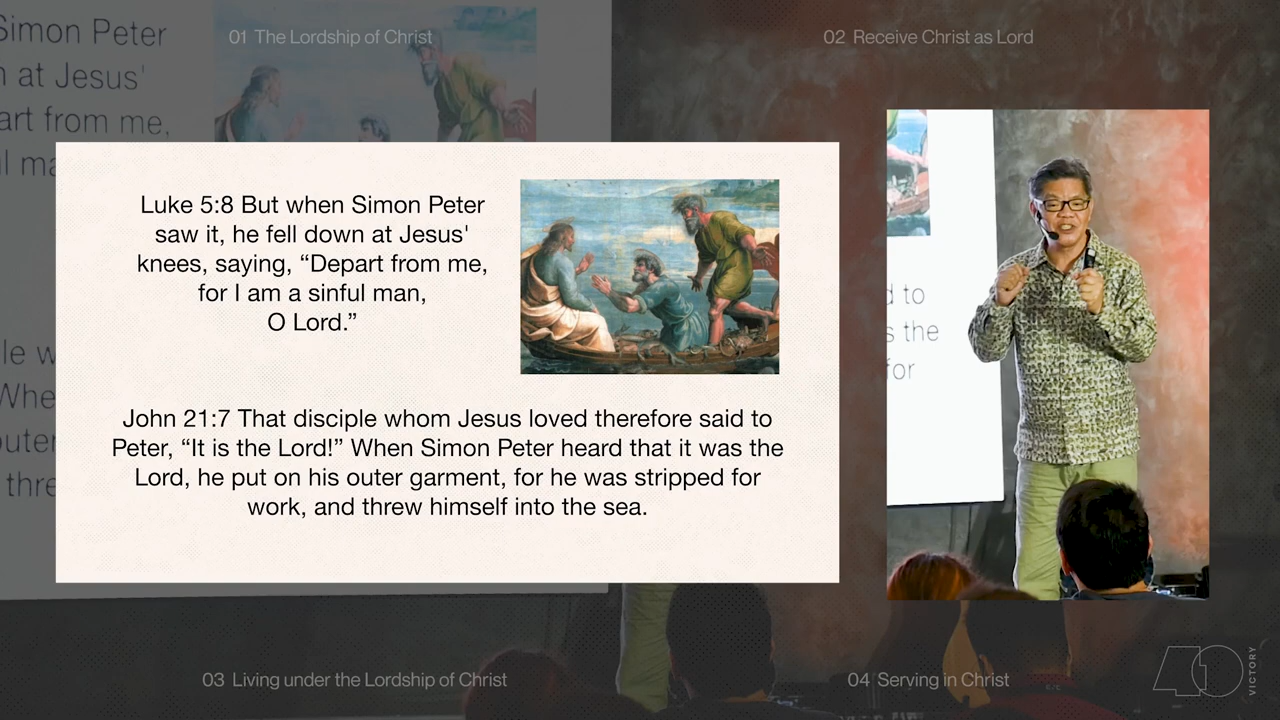 01 The Lordship of Christ
02 Receive Christ as Lord
Simon Peter
at Jesus'
from me,
Luke 5:8 But when Simon Peter
saw it, he fell down at Jesus'
knees, saying, “Depart from me,
for I am a sinful man,
O Lord.”
John 21:7 That disciple whom Jesus loved therefore said to
Peter, “It is the Lord!” When Simon Peter heard that it was the
Lord, he put on his outer garment, for he was stripped for
work, and threw himself into the sea.
to
the
for
03 Living under the Lordship of Christ
04 Serving in Christ
40
VICTORY